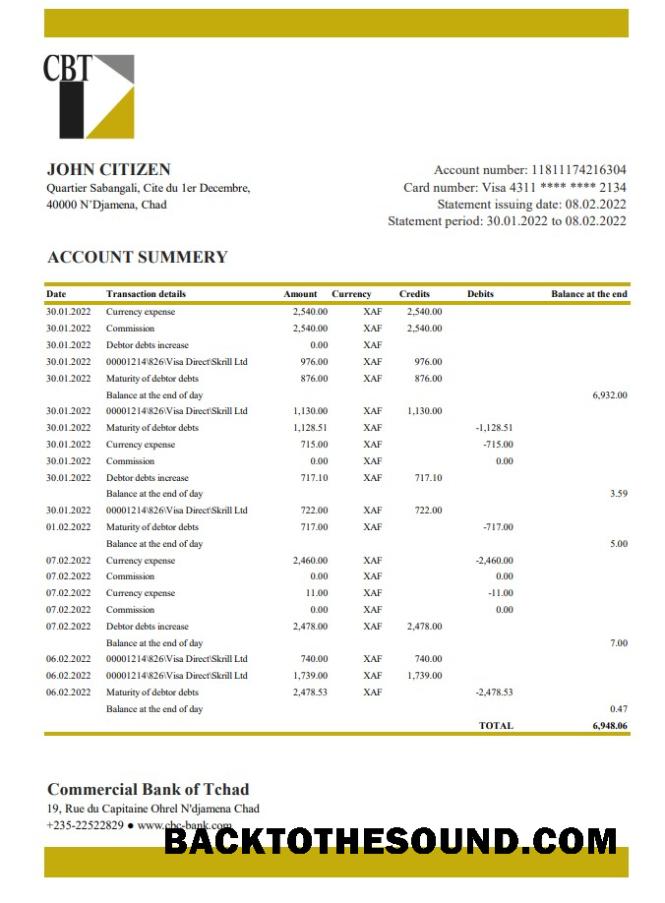 CBT
JOHN CITIZEN
Quartier Sabangali, Cite du 1er Decembre,
40000 N'Djamena, Chad
Account number: 11811174216304
Card number: Visa 4311 **** **** 2134
Statement issuing date: 08.02.2022
Statement period: 30.01.2022 to 08.02.2022
ACCOUNT SUMMERY
Date Transaction details Amount Currency Credits Debits Balance at the end
30.01.2022 Currency expense 2,540.00 XAF 2,540.00
30.01.2022 Commission 2,540.00 XAF 2,540.00
30.01.2022 Debtor debts increase 0.00 XAF
30.01.2022 00001214\826\Visa Direct\Skrill Ltd 976.00 XAF 976.00
30.01.2022 Maturity of debtor debts 876.00 XAF 876.00
Balance at the end of day 6,932.00
30.01.2022 00001214\826\Visa Direct\Skrill Ltd 1,130.00 XAF 1,130.00
30.01.2022 Maturity of debtor debts 1,128.51 XAF -1,128.51
30.01.2022 Currency expense 715.00 XAF -715.00
30.01.2022 Commission 0.00 XAF 0.00
30.01.2022 Debtor debts increase 717.10 XAF 717.10
Balance at the end of day 3.59
30.01.2022 00001214\826\Visa Direct\Skrill Ltd 722.00 XAF 722.00
01.02.2022 Maturity of debtor debts 717.00 XAF -717.00
Balance at the end of day 5.00
07.02.2022 Currency expense 2,460.00 XAF -2,460.00
07.02.2022 Commission 0.00 XAF 0.00
07.02.2022 Currency expense 11.00 XAF -11.00
07.02.2022 Commission 0.00 XAF 0.00
07.02.2022 Debtor debts increase 2,478.00 XAF 2,478.00
Balance at the end of day 7.00
06.02.2022 00001214\826\Visa Direct\Skrill Ltd 740.00 XAF 740.00
06.02.2022 00001214\826\Visa Direct\Skrill Ltd 1,739.00 XAF 1,739.00
06.02.2022 Maturity of debtor debts 2,478.53 XAF -2,478.53
Balance at the end of day 0.47
TOTAL 6,948.06
Commercial Bank of Tchad
19, Rue du Capitaine Ohrel N'djamena Chad
+235-22522829 ● www.cbc-bank.com
BACKTOTHESOUND.COM